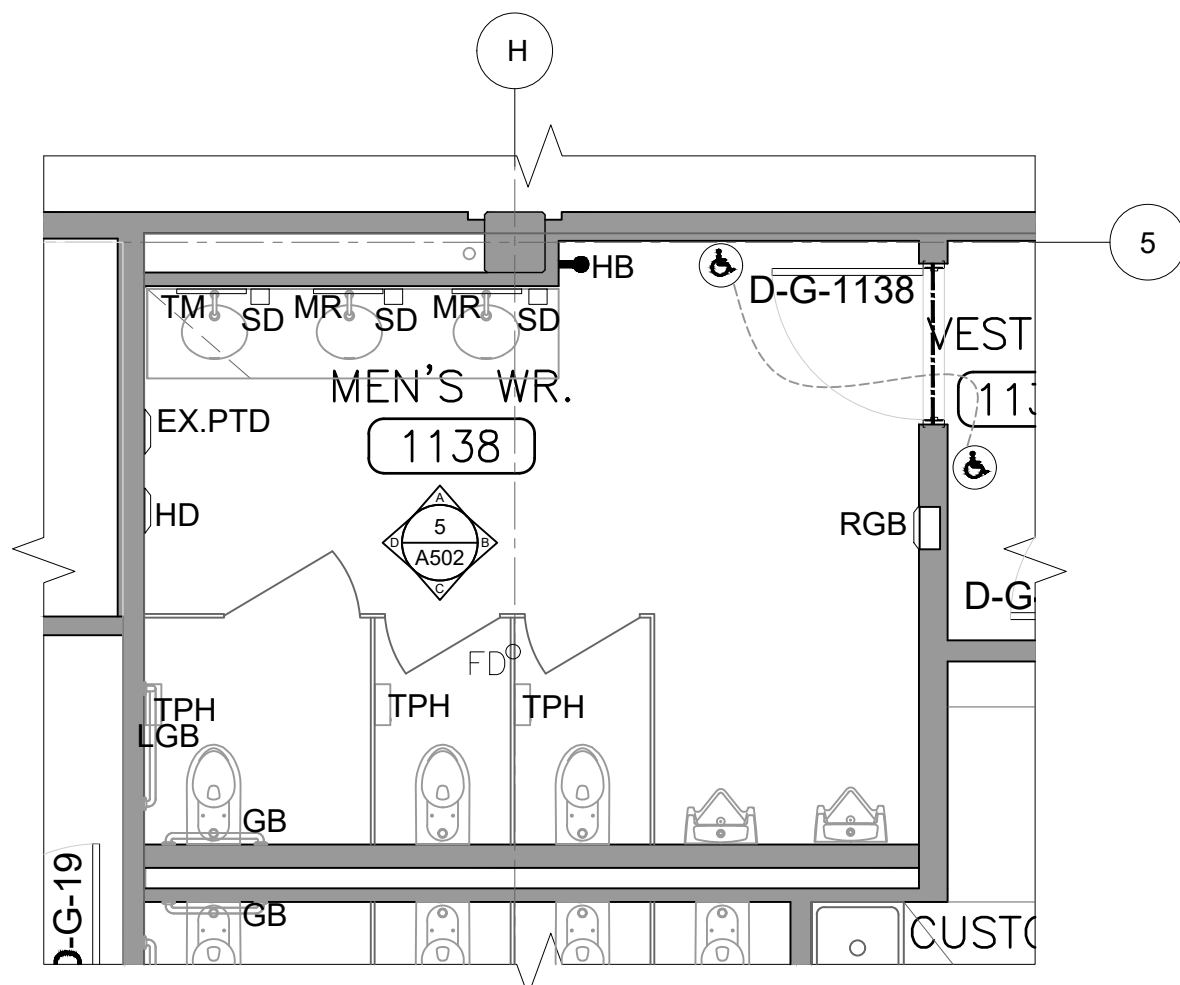 H
5
HB
D-G-1138
TM
SD
MR
SD
MR
SD
VEST
MEN'S WR.
1138
EX.PTD
HD
A
5
D
B
A502
C
RGB
D-G
FD
TPH
TPH
TPH
LGB
GB
D-G-19
GB